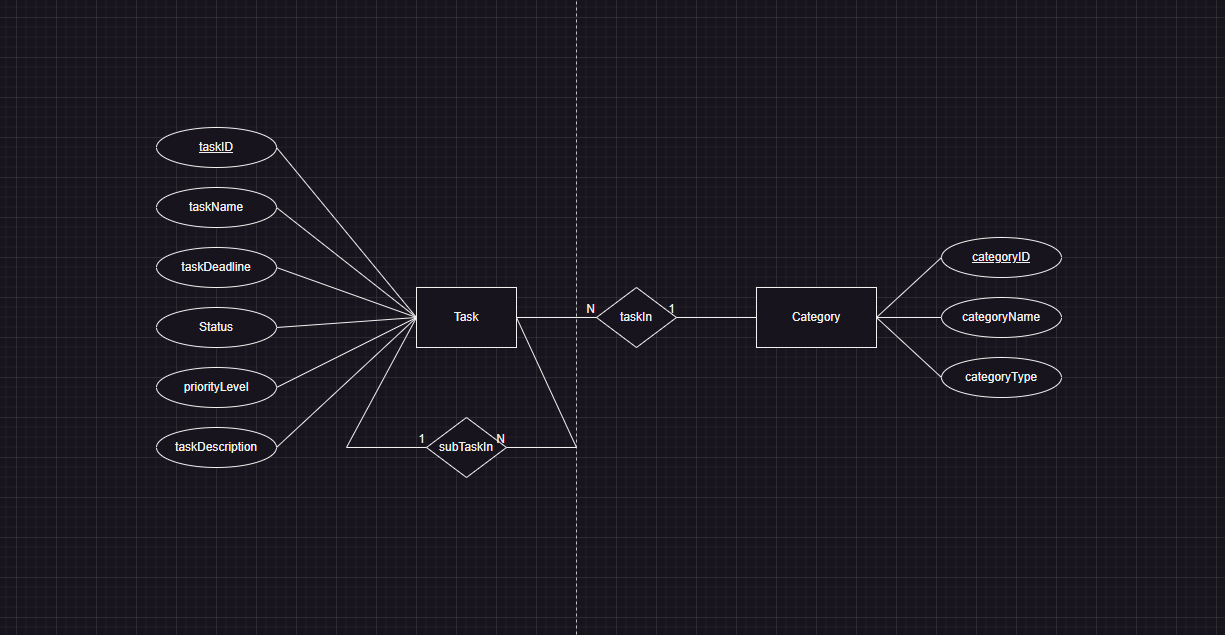 taskID
taskName
taskDeadline
Status
priorityLevel
taskDescription
Task
N
taskIn
1
Category
1
subTaskIn
N
categoryID
categoryName
categoryType